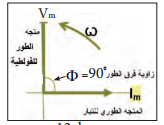 Vm
متجه
الطور
للفولطية
ω
زاوية فرق الطور Φ =90°
Im
المتجه الطوري للتيار